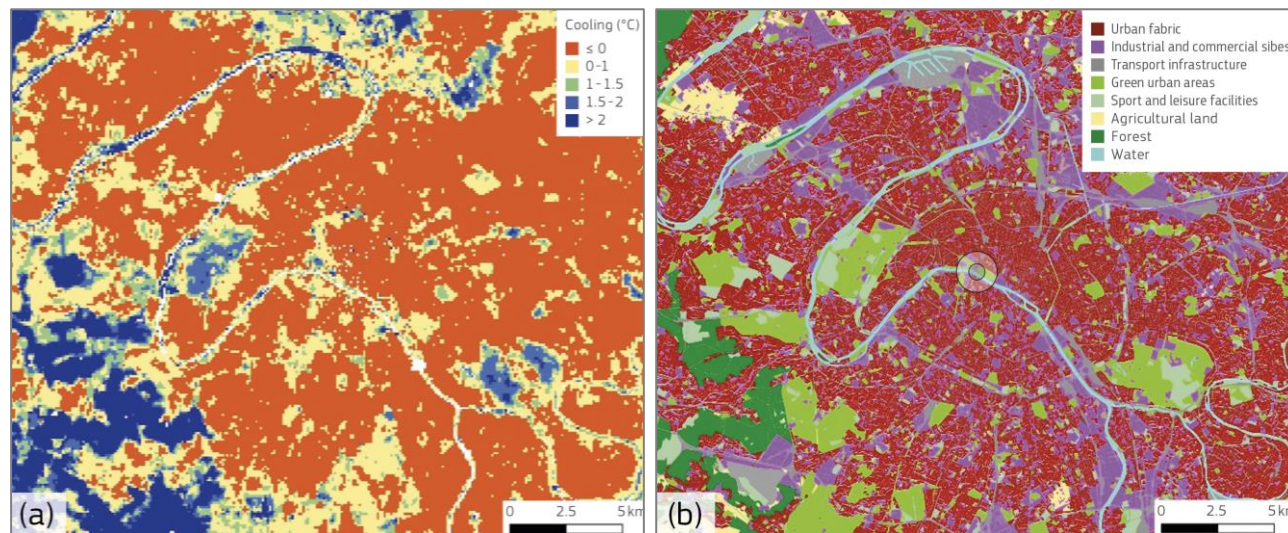 Cooling (°C)
≤ 0
0-1
1-1.5
1.5-2
> 2
(a)
0 2.5 5 km
Urban fabric
Industrial and commercial sibes
Transport infrastructure
Green urban areas
Sport and leisure facilities
Agricultural land
Forest
Water
(b)
0 2.5 5 km